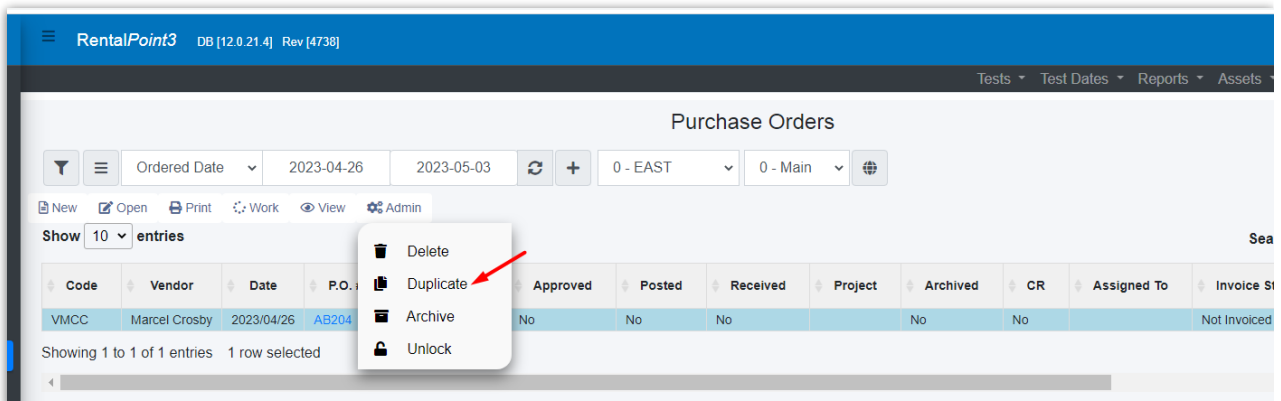 RentalPoint3 DB [12.0.21.4] Rev [4738]
Tests Test Dates Reports Assets
Purchase Orders
Ordered Date 2023-04-26 2023-05-03 0 - EAST 0 - Main
New Open Print Work View Admin
Show 10 entries
Sea
Delete
Duplicate
Archive
Unlock
Code Vendor Date P.O. Approved Posted Received Project Archived CR Assigned To Invoice St
VMCC Marcel Crosby 2023/04/26 AB204 No No No No No Not Invoiced
Showing 1 to 1 of 1 entries 1 row selected